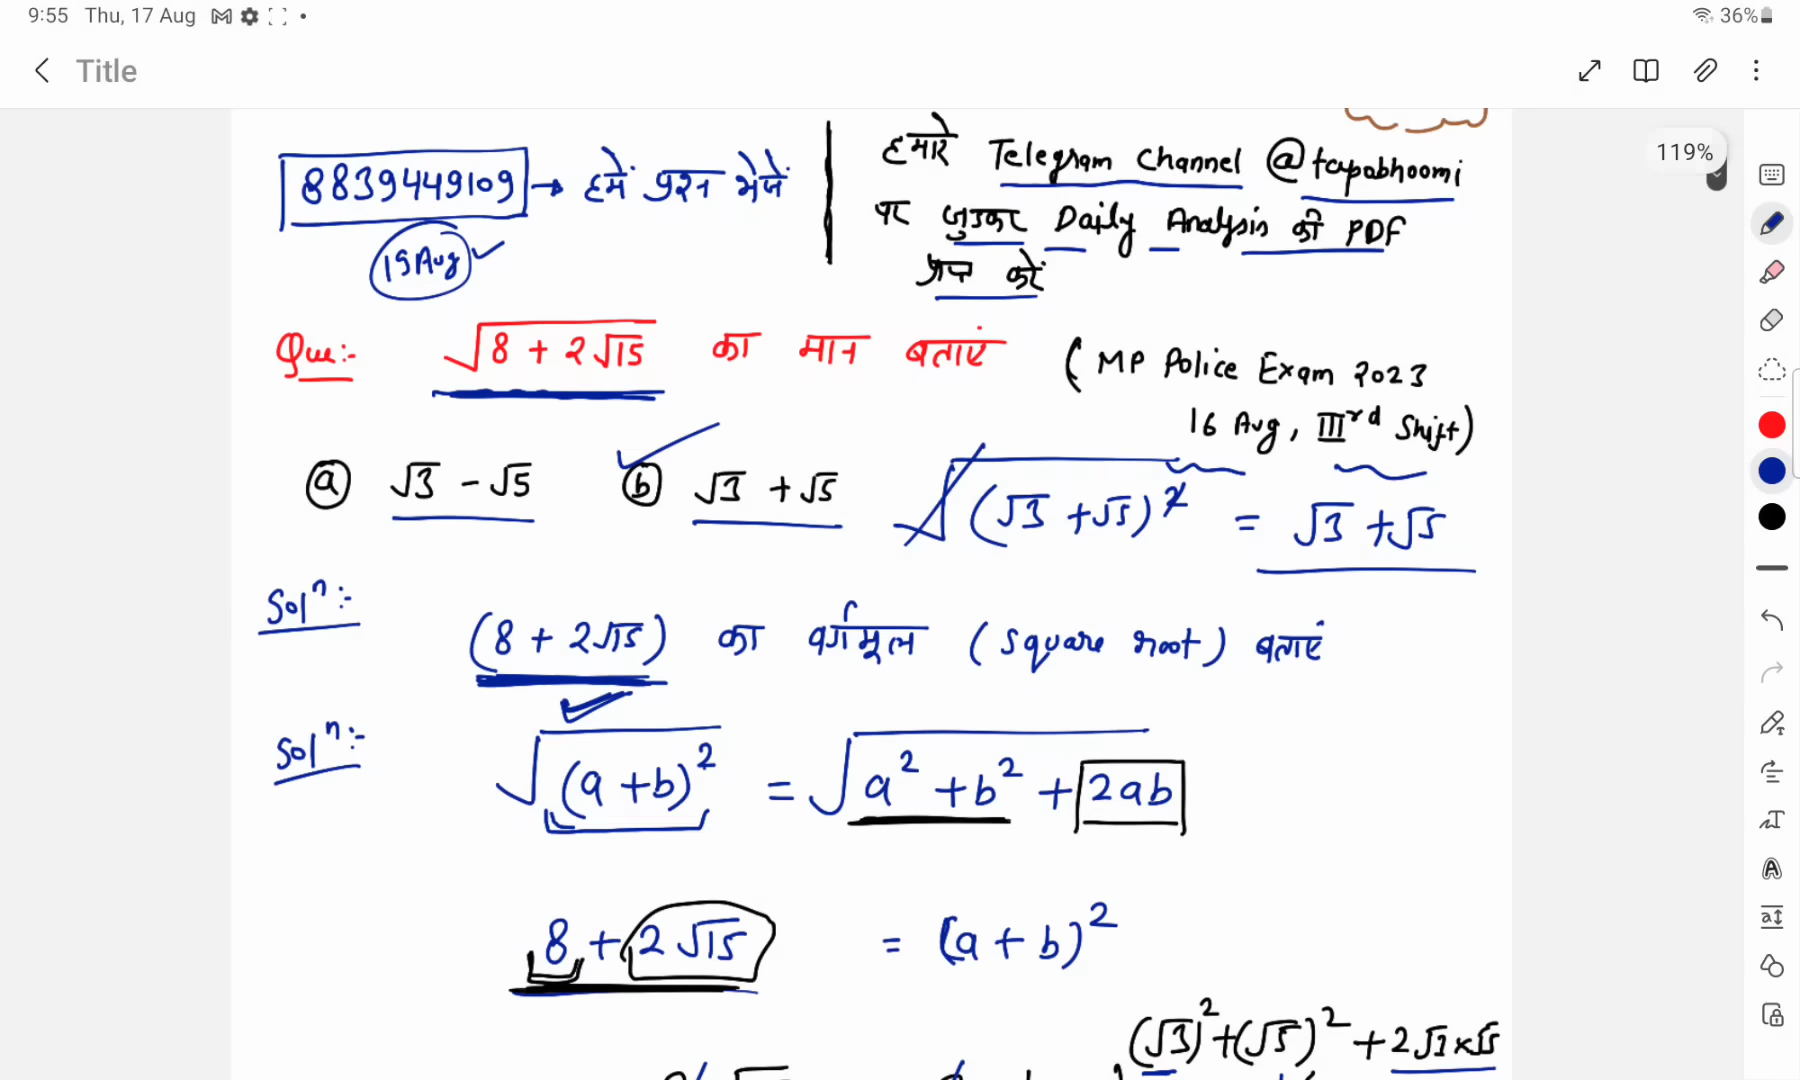 9:55 Thu, 17 Aug
36%
Title
119%
8839449109 → हमें प्रश्न भेजें
19 Aug
हमारे Telegram Channel @tapabhoomi
पर जुड़कर Daily Analysis की PDF
प्राप्त करें
Que:- √(8 + 2√15) का मान बताएं
( MP Police Exam 2023
16 Aug, IIIrd Shift)
(a) √3 - √5 (b) √3 + √5
√(√3 + √5)² = √3 + √5
Solⁿ:-
(8 + 2√15) का वर्गमूल (square root) बताएं
Solⁿ:-
√(a + b)² = √a² + b² + 2ab
8 + 2√15 = (a + b)²
(√3)² + (√5)² + 2√3 × √5